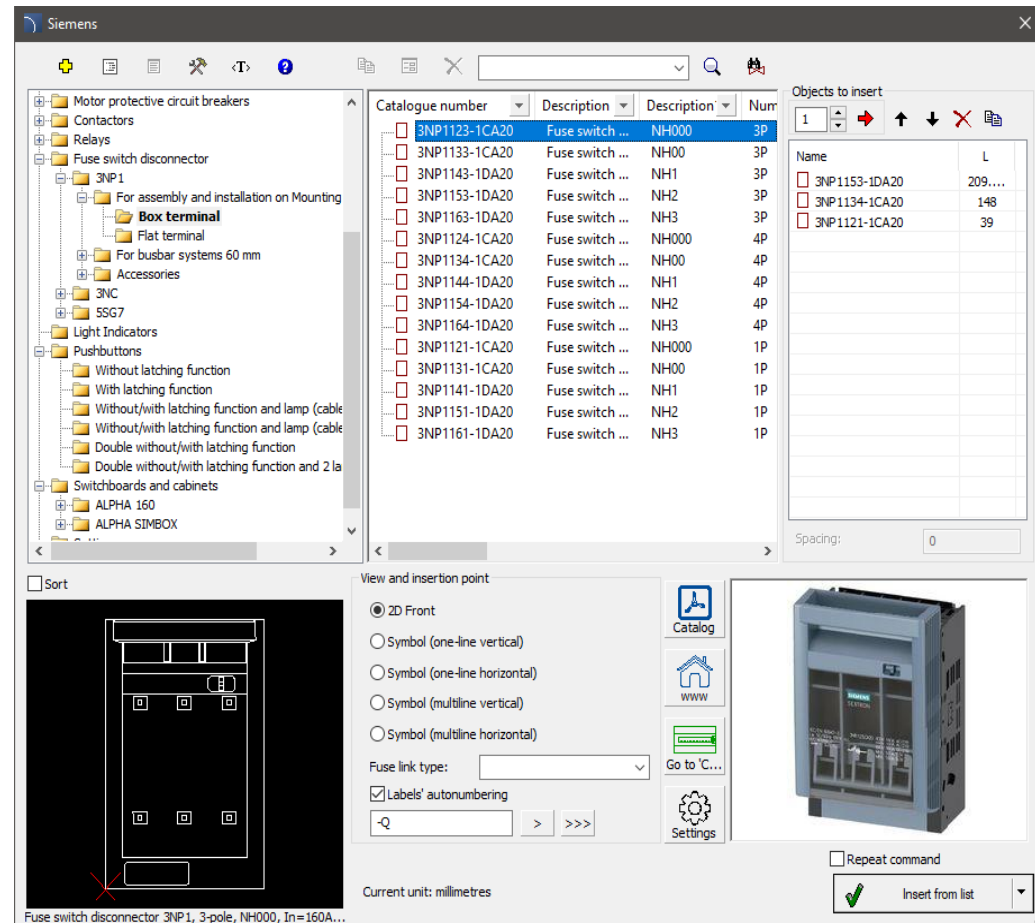 Siemens
<T>
Motor protective circuit breakers
Contactors
Relays
Fuse switch disconnector
3NP1
For assembly and installation on Mounting
Box terminal
Flat terminal
For busbar systems 60 mm
Accessories
3NC
5SG7
Light Indicators
Pushbuttons
Without latching function
With latching function
Without/with latching function and lamp (cable
Without/with latching function and lamp (cable
Double without/with latching function
Double without/with latching function and 2 la
Switchboards and cabinets
ALPHA 160
ALPHA SIMBOX
Catalogue number Description Description Num
3NP1123-1CA20 Fuse switch ... NH000 3P
3NP1133-1CA20 Fuse switch ... NH00 3P
3NP1143-1DA20 Fuse switch ... NH1 3P
3NP1153-1DA20 Fuse switch ... NH2 3P
3NP1163-1DA20 Fuse switch ... NH3 3P
3NP1124-1CA20 Fuse switch ... NH000 4P
3NP1134-1CA20 Fuse switch ... NH00 4P
3NP1144-1DA20 Fuse switch ... NH1 4P
3NP1154-1DA20 Fuse switch ... NH2 4P
3NP1164-1DA20 Fuse switch ... NH3 4P
3NP1121-1CA20 Fuse switch ... NH000 1P
3NP1131-1CA20 Fuse switch ... NH00 1P
3NP1141-1DA20 Fuse switch ... NH1 1P
3NP1151-1DA20 Fuse switch ... NH2 1P
3NP1161-1DA20 Fuse switch ... NH3 1P
Objects to insert
1
Name L
3NP1153-1DA20 209....
3NP1134-1CA20 148
3NP1121-1CA20 39
Spacing: 0
Sort
View and insertion point
2D Front
Symbol (one-line vertical)
Symbol (one-line horizontal)
Symbol (multiline vertical)
Symbol (multiline horizontal)
Fuse link type:
Labels' autonumbering
-Q > >>>
Current unit: millimetres
Catalog
www
Go to 'C...
Settings
SIEMENS
SENTRON
Repeat command
Insert from list
Fuse switch disconnector 3NP1, 3-pole, NH000, In=160A...